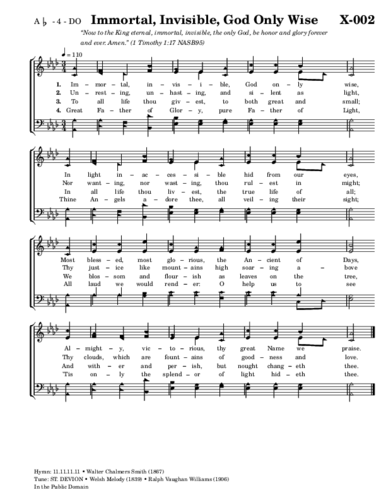 A♭ - 4 - DO Immortal, Invisible, God Only Wise X-002
"Now to the King eternal, immortal, invisible, the only God, be honor and glory forever
and ever. Amen." (1 Timothy 1:17 NASB95)
♩ = 110
1. Im – mor – tal, in – vis – i – ble, God on – ly wise,
2. Un – rest – ing, un – hast – ing, and si – lent as light,
3. To all life thou giv – est, to both great and small;
4. Great Fa – ther of Glo – ry, pure Fa – ther of Light,
In light in – ac – ces – si – ble hid from our eyes,
Nor want – ing, nor wast – ing, thou rul – est in might;
In all life thou liv – est, the true life of all;
Thine An – gels a – dore thee, all veil – ing their sight;
Most bless – ed, most glo – rious, the An – cient of Days,
Thy just – ice like mount – ains high soar – ing a – bove
We blos – som and flour – ish as leaves on the tree,
All laud we would rend – er: O help us to see
Al – might – y, vic – to – rious, thy great Name we praise.
Thy clouds, which are fount – ains of good – ness and love.
And with – er and per – ish, but nought chang – eth thee.
'Tis on – ly the splend – or of light hid – eth thee.
Hymn: 11.11.11.11 • Walter Chalmers Smith (1867)
Tune: ST. DEVION • Welsh Melody (1839) • Ralph Vaughan Williams (1906)
In the Public Domain